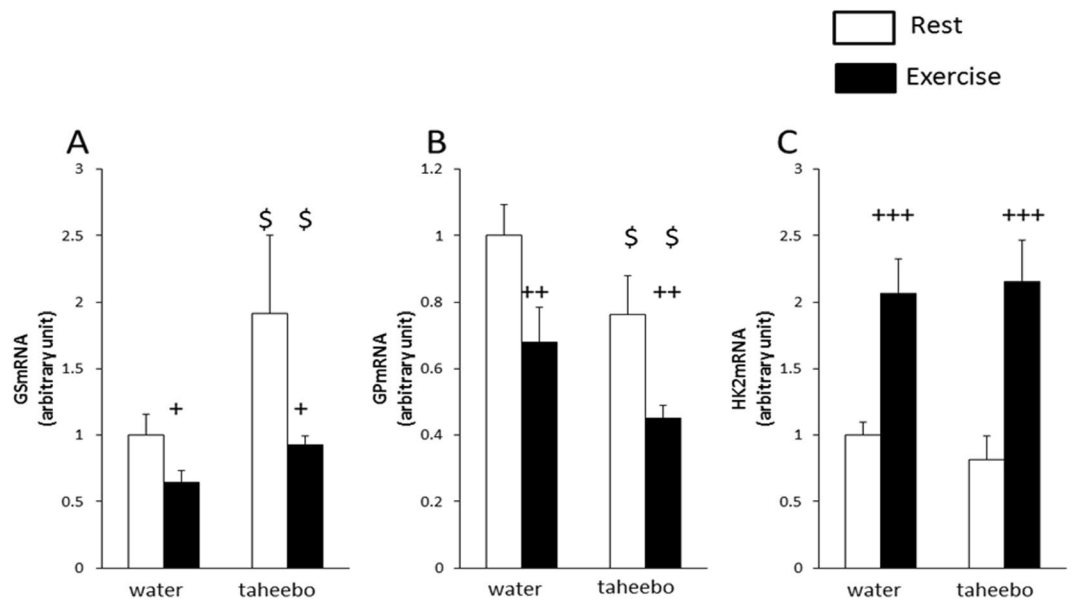 Rest
Exercise
A
GSmRNA
(arbitrary unit)
3
2.5
2
1.5
1
0.5
0
$ $
+ +
water taheebo
B
GPmRNA
(arbitrary unit)
1.2
1
0.8
0.6
0.4
0.2
0
$ $
++ ++
water taheebo
C
HK2mRNA
(arbitrary unit)
3
2.5
2
1.5
1
0.5
0
+++ +++
water taheebo